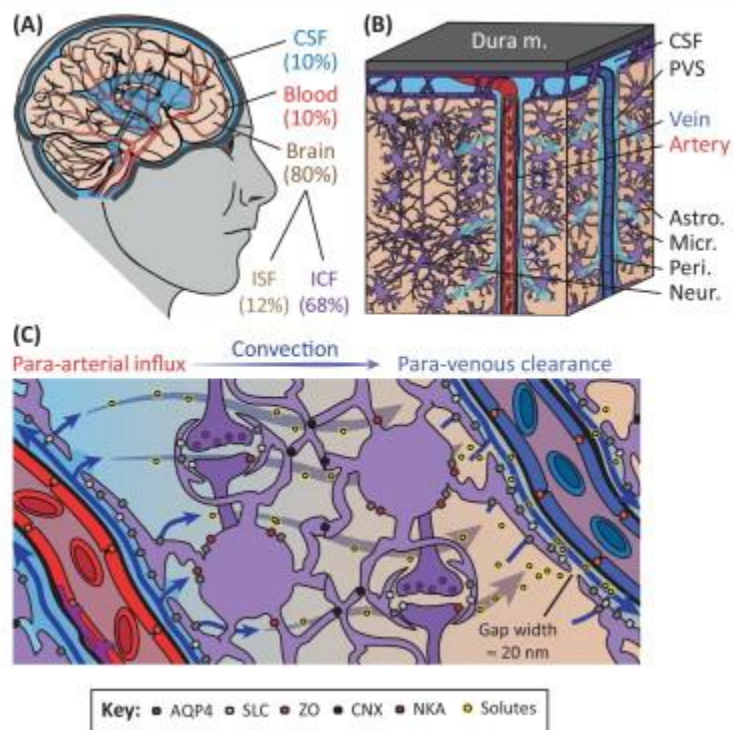 (A)
CSF
(10%)
Blood
(10%)
Brain
(80%)
ISF
(12%)
ICF
(68%)
(B)
Dura m.
CSF
PVS
Vein
Artery
Astro.
Micr.
Peri.
Neur.
(C)
Para-arterial influx
Convection
Para-venous clearance
Gap width
≈ 20 nm
Key: AQP4 SLC ZO CNX NKA Solutes